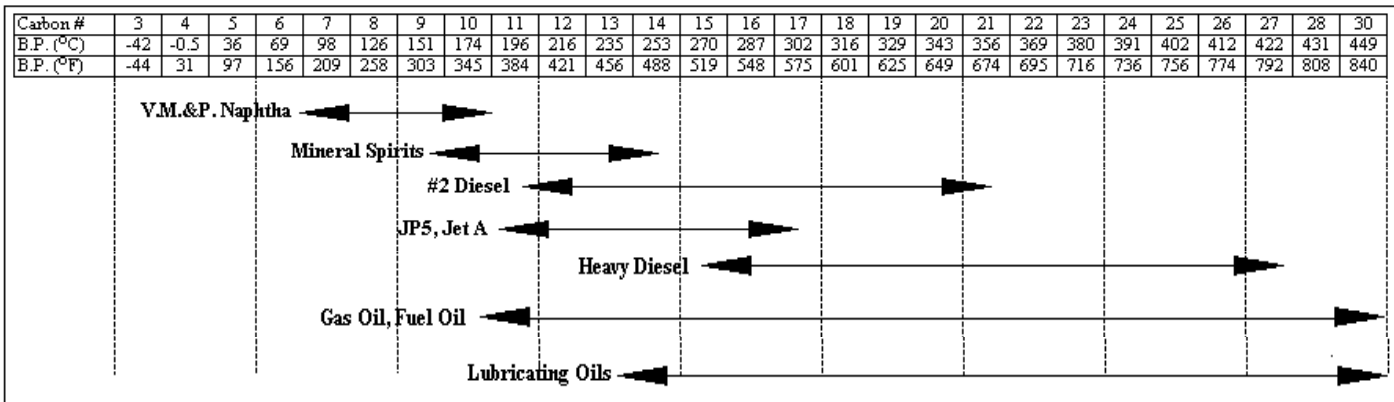 Carbon # 3 4 5 6 7 8 9 10 11 12 13 14 15 16 17 18 19 20 21 22 23 24 25 26 27 28 30
B.P. (ºC) -42 -0.5 36 69 98 126 151 174 196 216 235 253 270 287 302 316 329 343 356 369 380 391 402 412 422 431 449
B.P. (ºF) -44 31 97 156 209 258 303 345 384 421 456 488 519 548 575 601 625 649 674 695 716 736 756 774 792 808 840
V.M.&P. Naphtha
Mineral Spirits
#2 Diesel
JP5, Jet A
Heavy Diesel
Gas Oil, Fuel Oil
Lubricating Oils